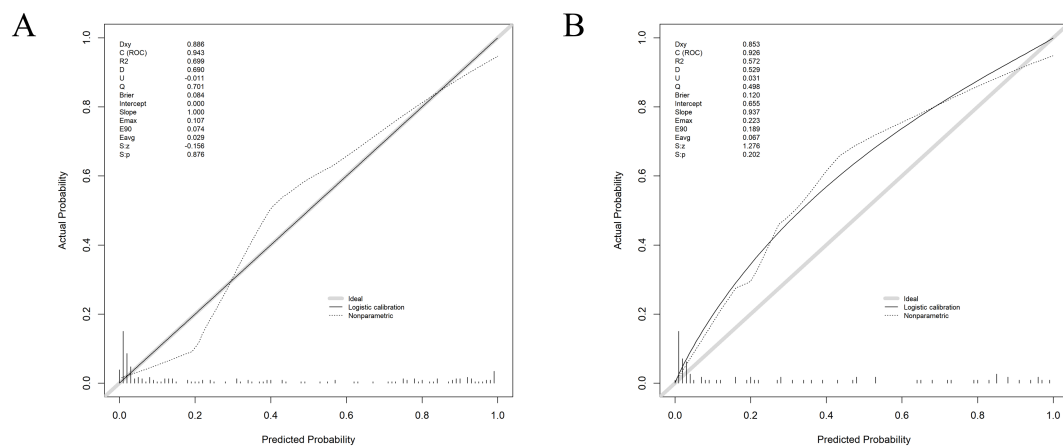 A
Dxy 0.886
C (ROC) 0.943
R2 0.699
D 0.690
U -0.011
Q 0.701
Brier 0.084
Intercept 0.000
Slope 1.000
Emax 0.107
E90 0.074
Eavg 0.029
S:z -0.156
S:p 0.876
Actual Probability
1.0
0.8
0.6
0.4
0.2
0.0
Ideal
Logistic calibration
Nonparametric
0.0 0.2 0.4 0.6 0.8 1.0
Predicted Probability
B
Dxy 0.853
C (ROC) 0.926
R2 0.572
D 0.529
U 0.031
Q 0.498
Brier 0.120
Intercept 0.655
Slope 0.937
Emax 0.223
E90 0.189
Eavg 0.067
S:z 1.276
S:p 0.202
Actual Probability
1.0
0.8
0.6
0.4
0.2
0.0
Ideal
Logistic calibration
Nonparametric
0.0 0.2 0.4 0.6 0.8 1.0
Predicted Probability